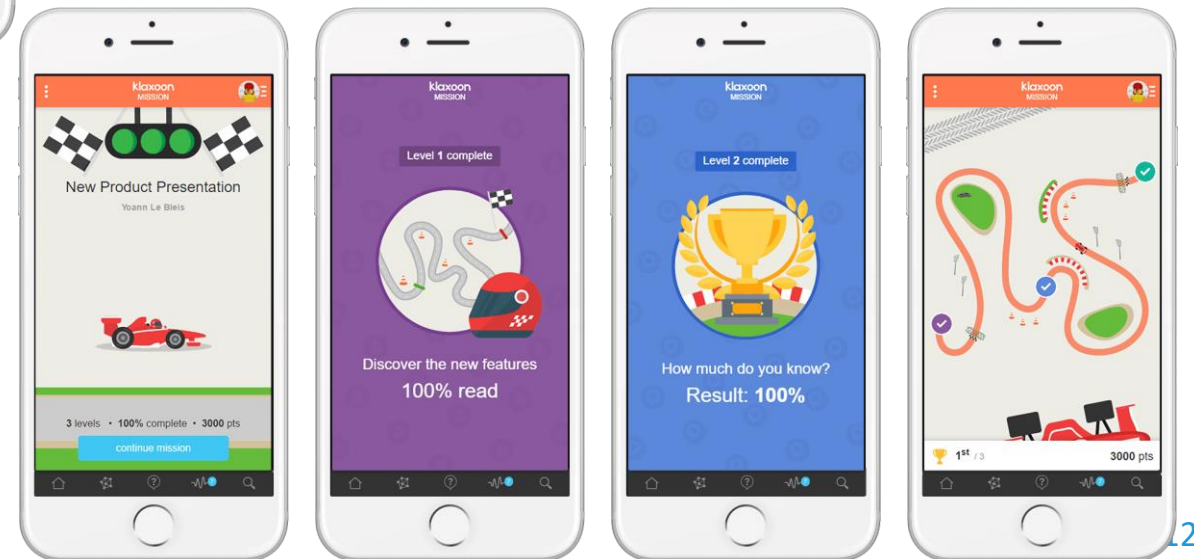 klaxoon
MISSION
New Product Presentation
Yoann Le Bleis
3 levels • 100% complete • 3000 pts
continue mission
klaxoon
MISSION
Level 1 complete
Discover the new features
100% read
klaxoon
MISSION
Level 2 complete
How much do you know?
Result: 100%
klaxoon
MISSION
1st / 3
3000 pts
12